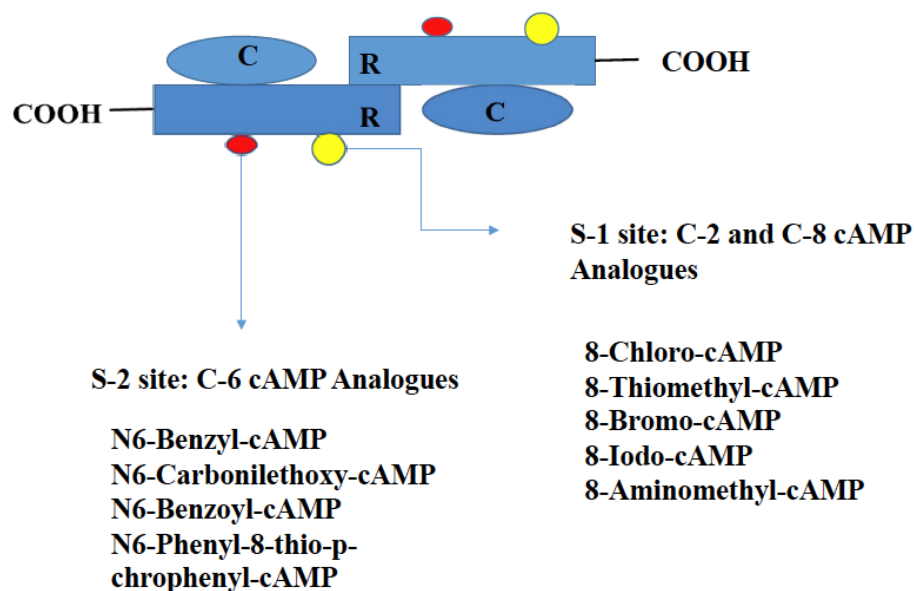 C
R
COOH
COOH
R
C
S-1 site: C-2 and C-8 cAMP
Analogues
8-Chloro-cAMP
8-Thiomethyl-cAMP
8-Bromo-cAMP
8-Iodo-cAMP
8-Aminomethyl-cAMP
S-2 site: C-6 cAMP Analogues
N6-Benzyl-cAMP
N6-Carbonilethoxy-cAMP
N6-Benzoyl-cAMP
N6-Phenyl-8-thio-p-
chrophenyl-cAMP